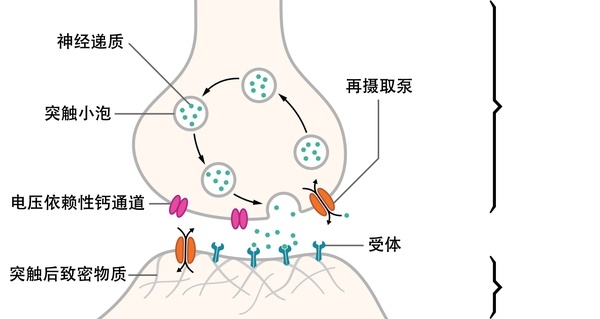 神经递质
再摄取泵
突触小泡
电压依赖性钙通道
受体
突触后致密物质